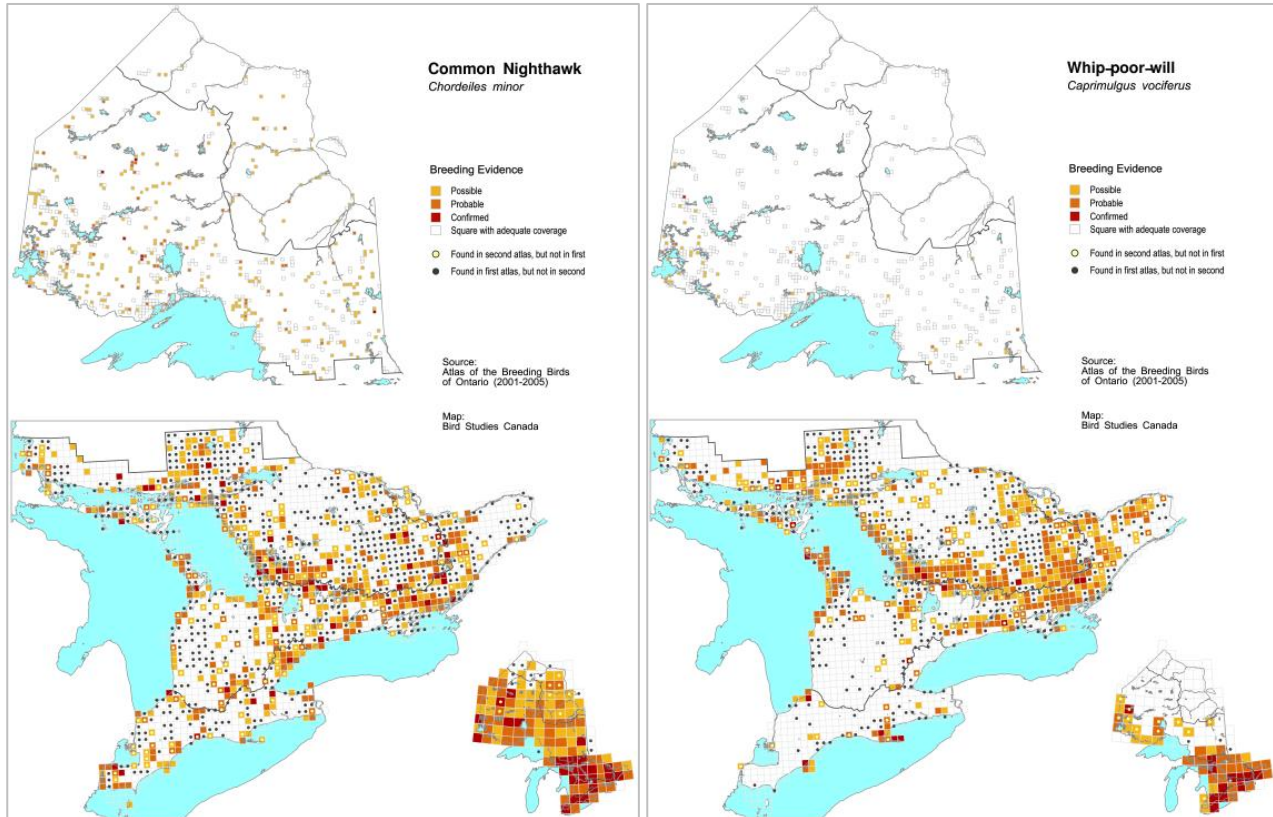 Common Nighthawk
Chordeiles minor
Breeding Evidence
Possible
Probable
Confirmed
Square with adequate coverage
Found in second atlas, but not in first
Found in first atlas, but not in second
Source:
Atlas of the Breeding Birds
of Ontario (2001-2005)
Map:
Bird Studies Canada
Whip-poor-will
Caprimulgus vociferus
Breeding Evidence
Possible
Probable
Confirmed
Square with adequate coverage
Found in second atlas, but not in first
Found in first atlas, but not in second
Source:
Atlas of the Breeding Birds
of Ontario (2001-2005)
Map:
Bird Studies Canada